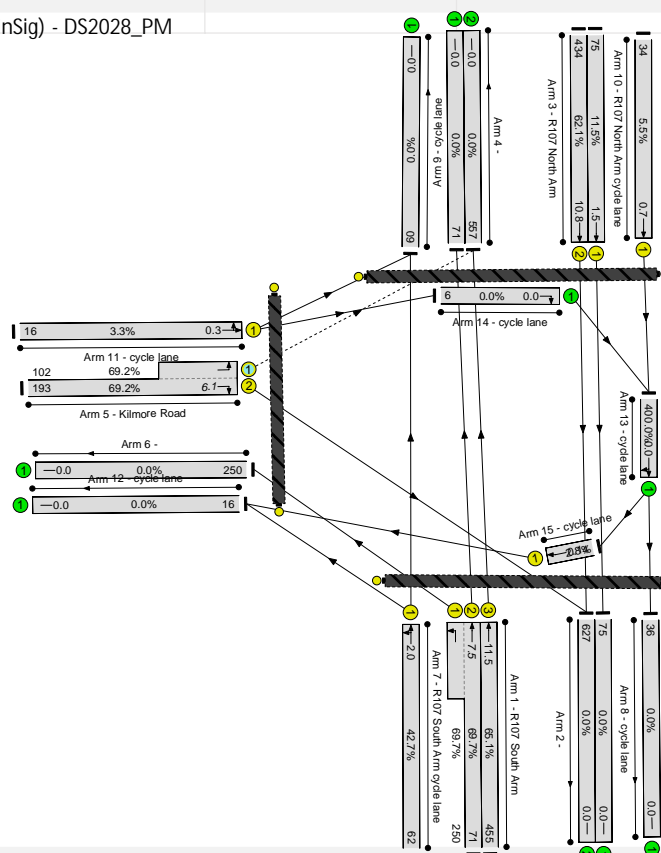 nSig) - DS2028_PM
1
1
2
0.0
0.0%
60
Arm 9 - cycle lane
0.0
0.0%
71
0.0%
557
Arm 4 -
Arm 3 - R107 North Arm
434
62.1%
10.8
75
11.5%
1.5
2
1
Arm 10 - R107 North Arm cycle lane
34
5.5%
0.7
1
6 0.0% 0.0
1
Arm 14 - cycle lane
16 3.3% 0.3
1
Arm 11 - cycle lane
102 69.2%
1
193 69.2% 6.1
2
Arm 5 - Kilmore Road
Arm 6 -
1
0.0 0.0% 250
Arm 12 - cycle lane
1
0.0 0.0% 16
Arm 13 - cycle lane
1
Arm 15 - cycle lane
1
1
1
2
3
2.0
42.7%
62
Arm 7 - R107 South Arm cycle lane
69.7%
250
7.5
69.7%
71
11.5
65.1%
455
Arm 1 - R107 South Arm
Arm 2 -
627
0.0%
0.0
75
0.0%
0.0
Arm 8 - cycle lane
36
0.0%
0.0
1